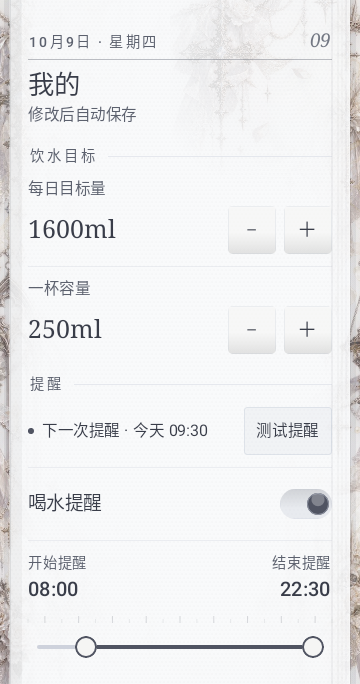 10月9日 · 星期四
09
我的
修改后自动保存
饮水目标
每日目标量
1600ml
－ ＋
一杯容量
250ml
－ ＋
提醒
下一次提醒 · 今天 09:30
测试提醒
喝水提醒
开始提醒 结束提醒
08:00 22:30